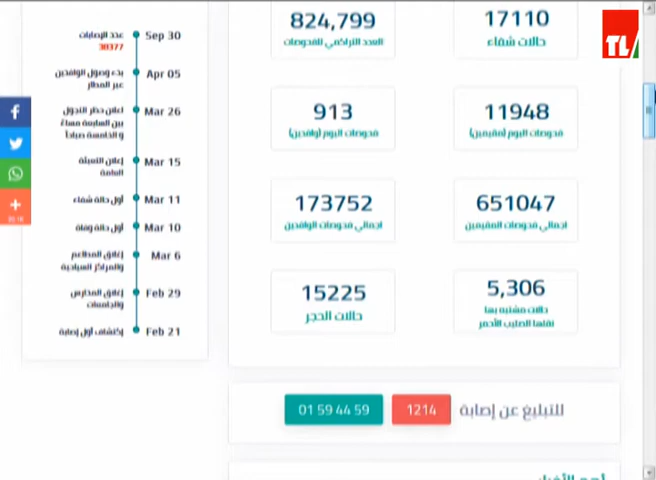 TL
17110
حالات شفاء
824,799
العدد التراكمي للفحوصات
11948
فحوصات اليوم (مقيمين)
913
فحوصات اليوم (وافدين)
651047
اجمالي فحوصات المقيمين
173752
اجمالي فحوصات الوافدين
5,306
حالات مشتبه بها
نقلها الصليب الأحمر
15225
حالات الحجر
للتبليغ عن إصابة
1214
01 59 44 59
Sep 30
عدد الإصابات
38377
Apr 05
بدء وصول الوافدين
عبر المطار
Mar 26
اعلان حظر التجول
بين السابعة مساءً
و الخامسة صباحاً
Mar 15
إعلان التعبئة
العامة
Mar 11
أول حالة شفاء
Mar 10
أول حالة وفاة
Mar 6
إغلاق المطاعم
والمراكز السياحية
Feb 29
إغلاق المدارس
والجامعات
Feb 21
إكتشاف أول إصابة